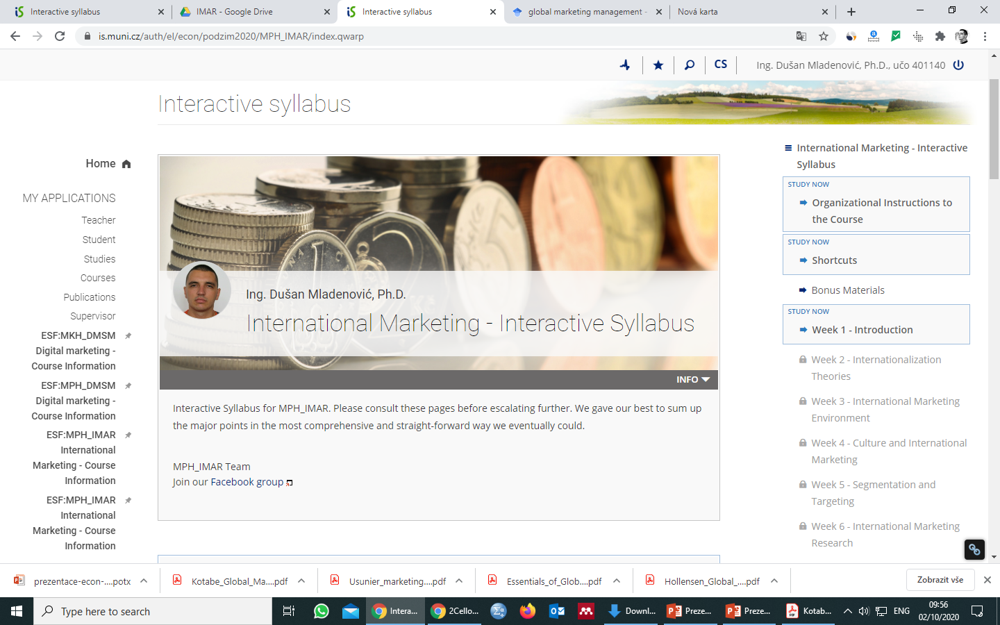 Interactive syllabus
IMAR - Google Drive
Interactive syllabus
global marketing management -
Nová karta
is.muni.cz/auth/el/econ/podzim2020/MPH_IMAR/index.qwarp
CS
Ing. Dušan Mladenović, Ph.D., učo 401140
Interactive syllabus
Home
MY APPLICATIONS
Teacher
Student
Studies
Courses
Publications
Supervisor
ESF:MKH_DMSM
Digital marketing -
Course Information
ESF:MPH_DMSM
Digital marketing -
Course Information
ESF:MPH_IMAR
International
Marketing - Course
Information
ESF:MPH_IMAR
International
Marketing - Course
Information
Ing. Dušan Mladenović, Ph.D.
International Marketing - Interactive Syllabus
INFO
Interactive Syllabus for MPH_IMAR. Please consult these pages before escalating further. We gave our best to sum up
the major points in the most comprehensive and straight-forward way we eventually could.
MPH_IMAR Team
Join our Facebook group
International Marketing - Interactive
Syllabus
STUDY NOW
Organizational Instructions to
the Course
STUDY NOW
Shortcuts
Bonus Materials
STUDY NOW
Week 1 - Introduction
Week 2 - Internationalization
Theories
Week 3 - International Marketing
Environment
Week 4 - Culture and International
Marketing
Week 5 - Segmentation and
Targeting
Week 6 - International Marketing
Research
prezentace-econ-....potx
Kotabe_Global_Ma....pdf
Usunier_marketing....pdf
Essentials_of_Glob....pdf
Hollensen_Global_....pdf
Zobrazit vše
Type here to search
Intera...
2Cello...
Downl...
Preze...
Preze...
Kotab...
ENG
09:56
02/10/2020